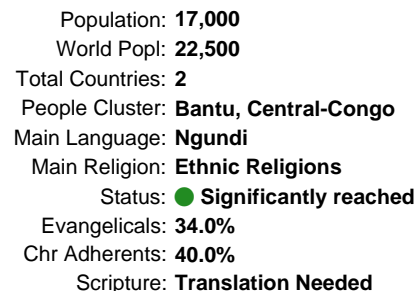 Population: 17,000
World Popl: 22,500
Total Countries: 2
People Cluster: Bantu, Central-Congo
Main Language: Ngundi
Main Religion: Ethnic Religions
Status: Significantly reached
Evangelicals: 34.0%
Chr Adherents: 40.0%
Scripture: Translation Needed